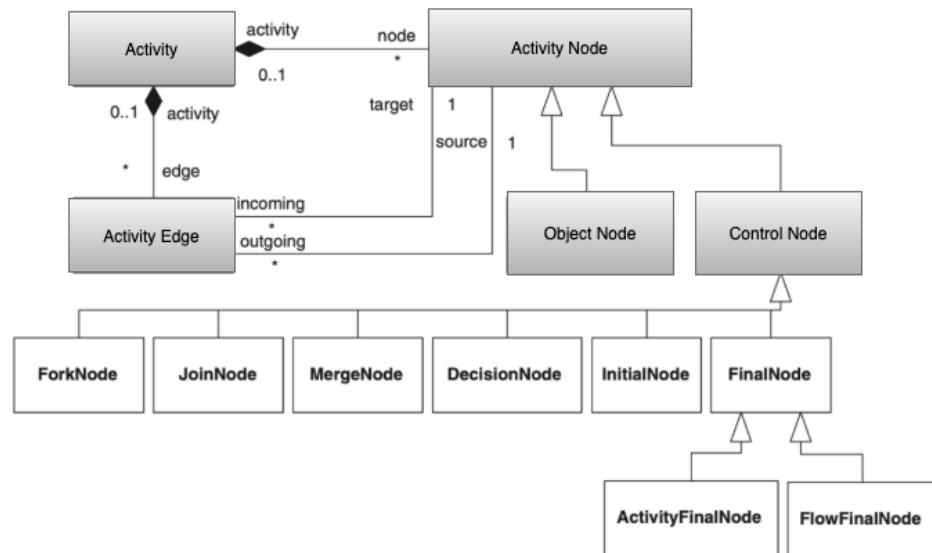 Activity
activity
0..1
node
*
Activity Node
0..1
activity
*
edge
target
1
source
1
Activity Edge
incoming
*
outgoing
*
Object Node
Control Node
ForkNode
JoinNode
MergeNode
DecisionNode
InitialNode
FinalNode
ActivityFinalNode
FlowFinalNode